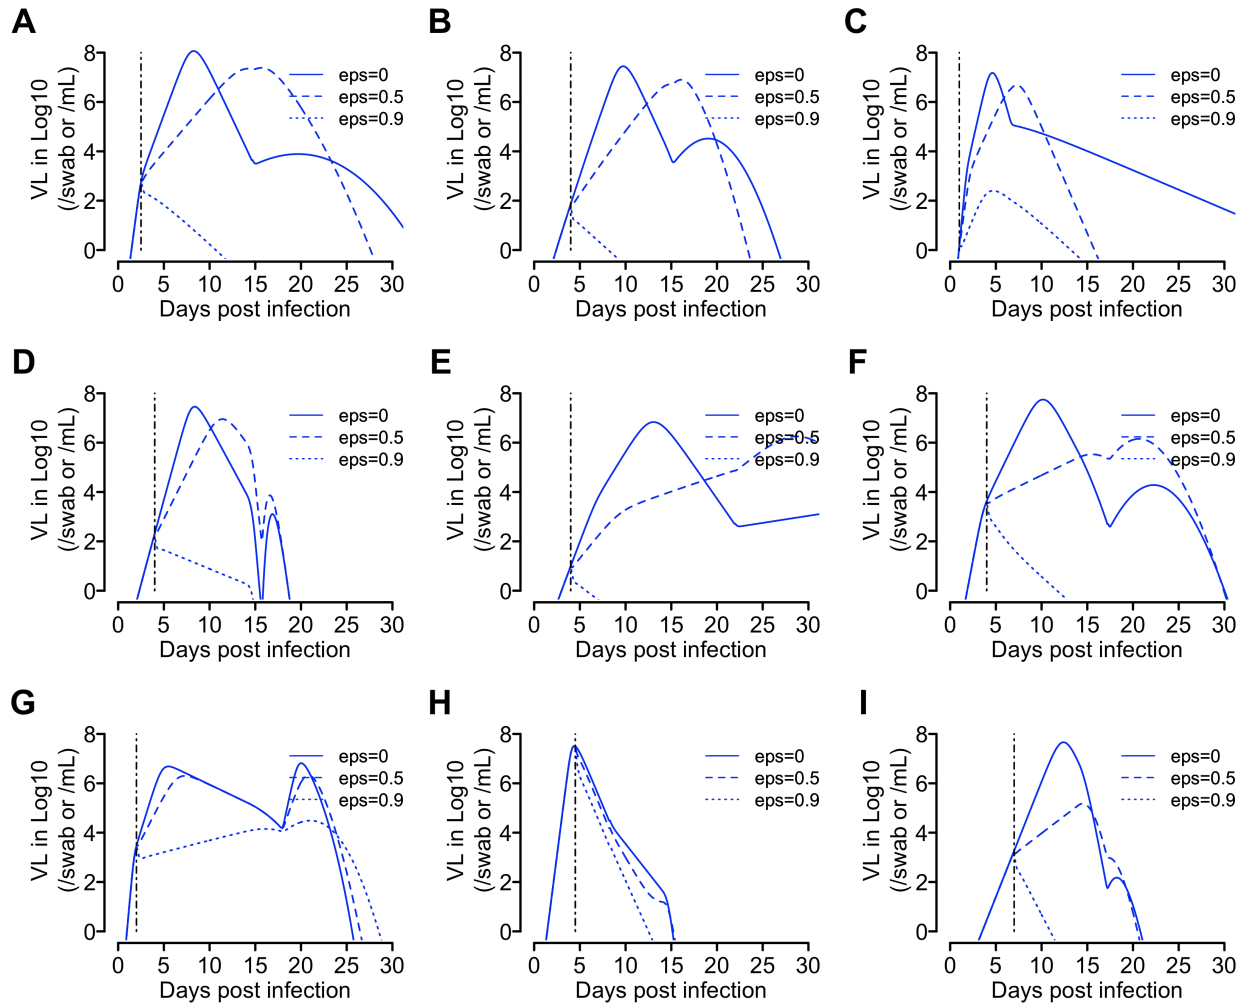 A
VL in Log10
(/swab or /mL)
8
6
4
2
0
eps=0
eps=0.5
eps=0.9
0 5 10 15 20 25 30
Days post infection
B
VL in Log10
(/swab or /mL)
8
6
4
2
0
eps=0
eps=0.5
eps=0.9
0 5 10 15 20 25 30
Days post infection
C
VL in Log10
(/swab or /mL)
8
6
4
2
0
eps=0
eps=0.5
eps=0.9
0 5 10 15 20 25 30
Days post infection
D
VL in Log10
(/swab or /mL)
8
6
4
2
0
eps=0
eps=0.5
eps=0.9
0 5 10 15 20 25 30
Days post infection
E
VL in Log10
(/swab or /mL)
8
6
4
2
0
eps=0
eps=0.5
eps=0.9
0 5 10 15 20 25 30
Days post infection
F
VL in Log10
(/swab or /mL)
8
6
4
2
0
eps=0
eps=0.5
eps=0.9
0 5 10 15 20 25 30
Days post infection
G
VL in Log10
(/swab or /mL)
8
6
4
2
0
eps=0
eps=0.5
eps=0.9
0 5 10 15 20 25 30
Days post infection
H
VL in Log10
(/swab or /mL)
8
6
4
2
0
eps=0
eps=0.5
eps=0.9
0 5 10 15 20 25 30
Days post infection
I
VL in Log10
(/swab or /mL)
8
6
4
2
0
eps=0
eps=0.5
eps=0.9
0 5 10 15 20 25 30
Days post infection